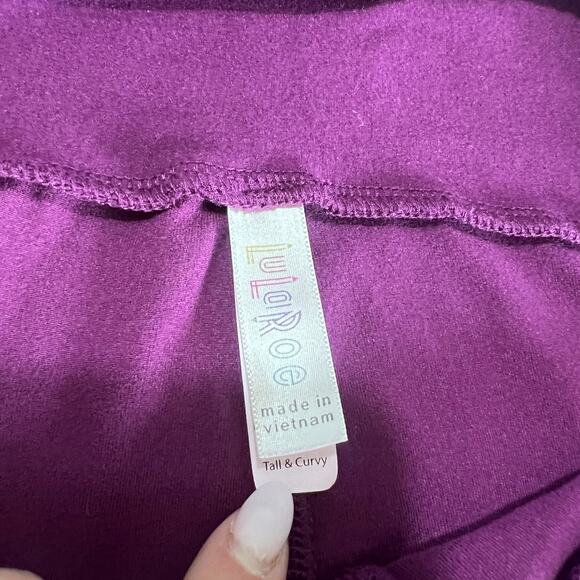 LuLaRoe
made in
vietnam
Tall & Curvy